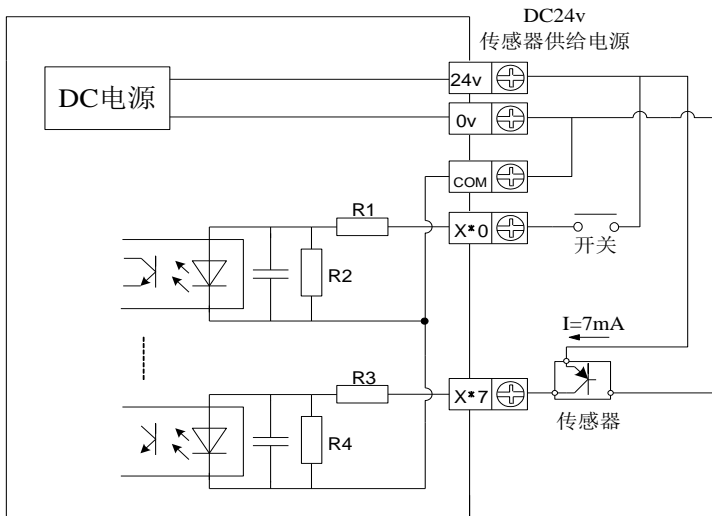 DC24v
传感器供给电源
DC电源
24v
0v
COM
X*0
R1
R2
开关
I=7mA
R3
X*7
R4
传感器